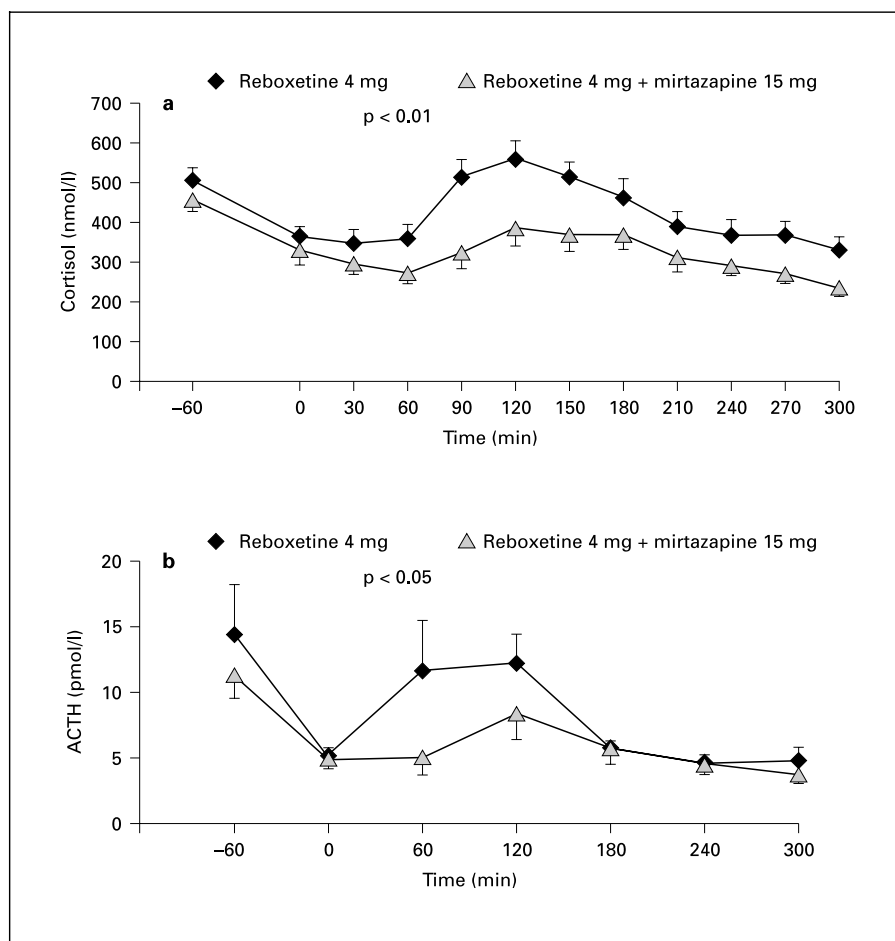 Reboxetine 4 mg Reboxetine 4 mg + mirtazapine 15 mg
a
p < 0.01
700
600
500
400
300
200
100
0
Cortisol (nmol/l)
–60 0 30 60 90 120 150 180 210 240 270 300
Time (min)
Reboxetine 4 mg Reboxetine 4 mg + mirtazapine 15 mg
b
p < 0.05
20
15
10
5
0
ACTH (pmol/l)
–60 0 60 120 180 240 300
Time (min)